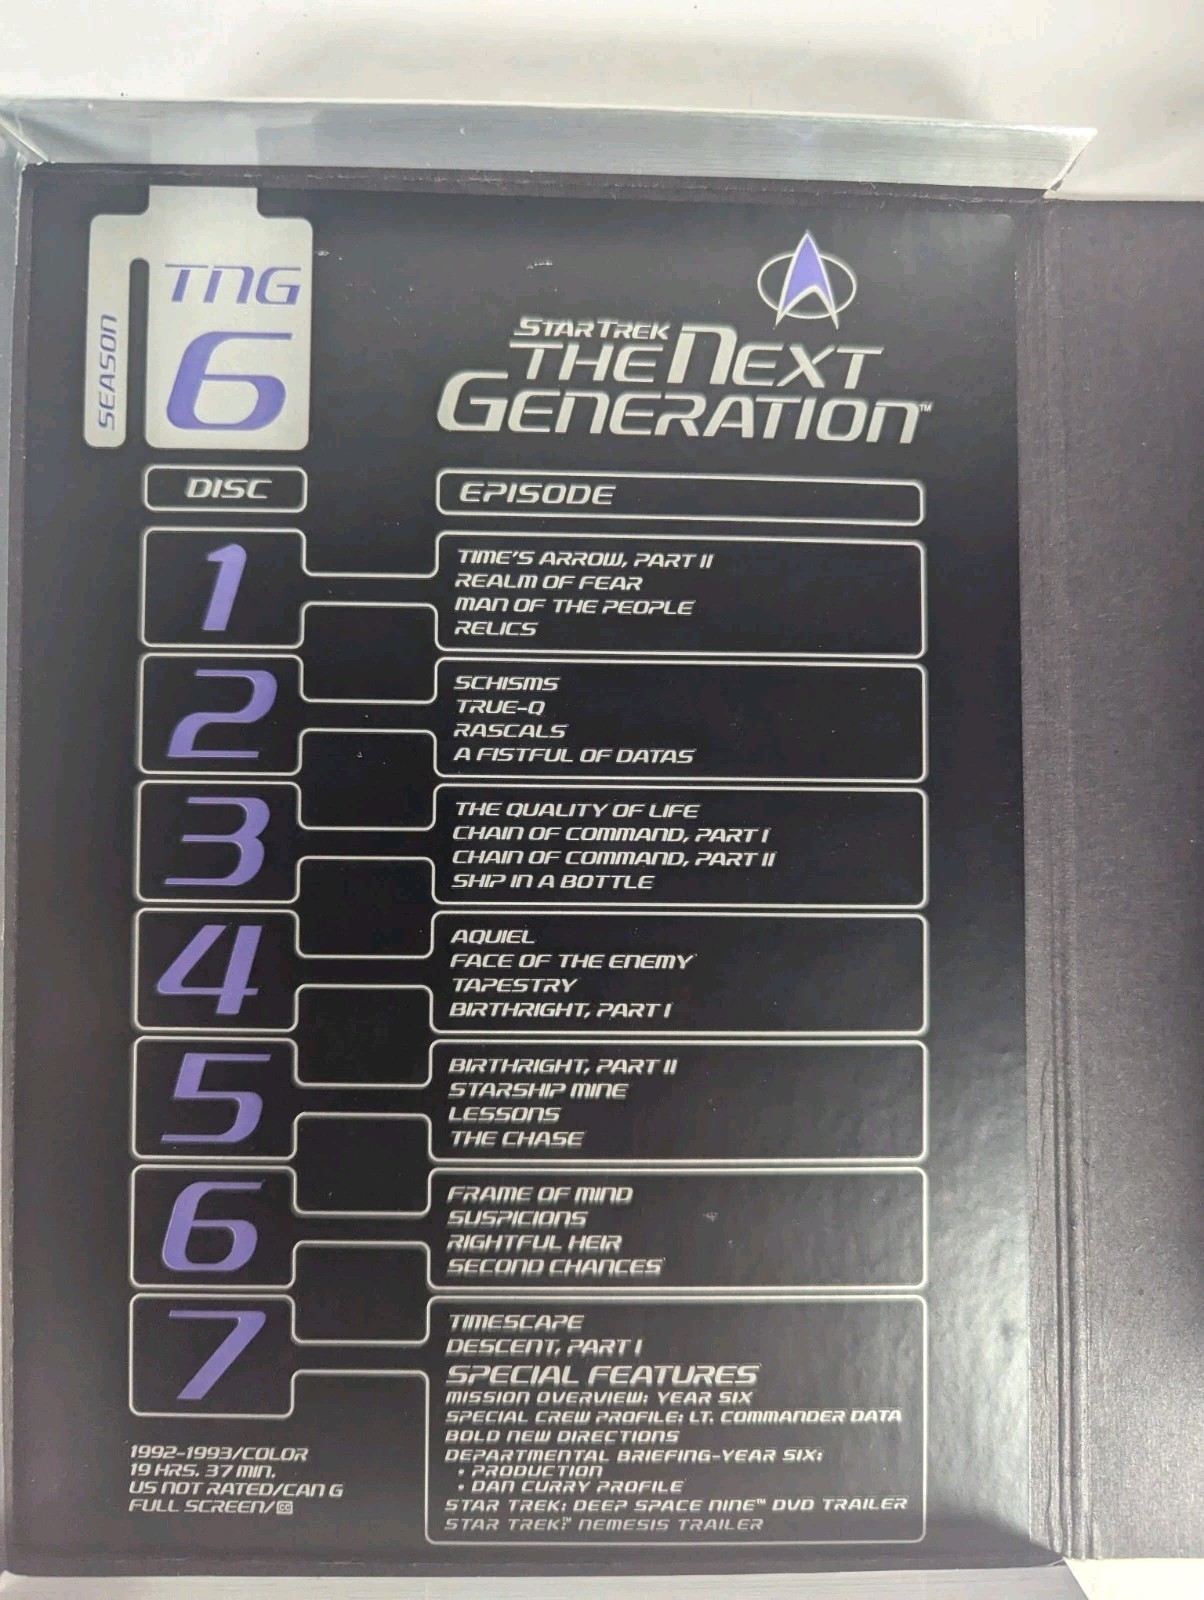 TNG
6
SEASON
STAR TREK
THE NEXT
GENERATION™
DISC
EPISODE
1
TIME'S ARROW, PART II
REALM OF FEAR
MAN OF THE PEOPLE
RELICS
2
SCHISMS
TRUE-Q
RASCALS
A FISTFUL OF DATAS
3
THE QUALITY OF LIFE
CHAIN OF COMMAND, PART I
CHAIN OF COMMAND, PART II
SHIP IN A BOTTLE
4
AQUIEL
FACE OF THE ENEMY
TAPESTRY
BIRTHRIGHT, PART I
5
BIRTHRIGHT, PART II
STARSHIP MINE
LESSONS
THE CHASE
6
FRAME OF MIND
SUSPICIONS
RIGHTFUL HEIR
SECOND CHANCES
7
TIMESCAPE
DESCENT, PART I
SPECIAL FEATURES
MISSION OVERVIEW: YEAR SIX
SPECIAL CREW PROFILE: LT. COMMANDER DATA
BOLD NEW DIRECTIONS
DEPARTMENTAL BRIEFING-YEAR SIX:
• PRODUCTION
• DAN CURRY PROFILE
STAR TREK: DEEP SPACE NINE™ DVD TRAILER
STAR TREK:™ NEMESIS TRAILER
1992-1993/COLOR
19 HRS. 37 MIN.
US NOT RATED/CAN G
FULL SCREEN/CC